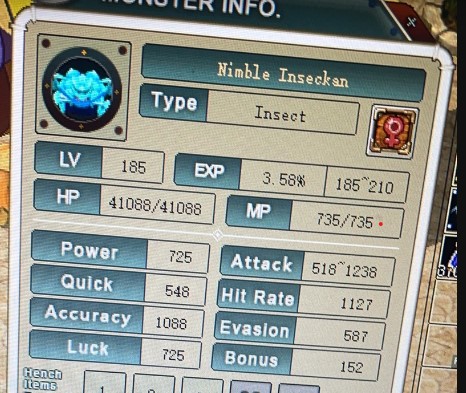 MONSTER INFO.
Nimble Inseckan
Type Insect
LV 185 EXP 3.58% 185~210
HP 41088/41088 MP 735/735
Power 725 Attack 518~1238
Quick 548 Hit Rate 1127
Accuracy 1088 Evasion 587
Luck 725 Bonus 152
Hench
Items